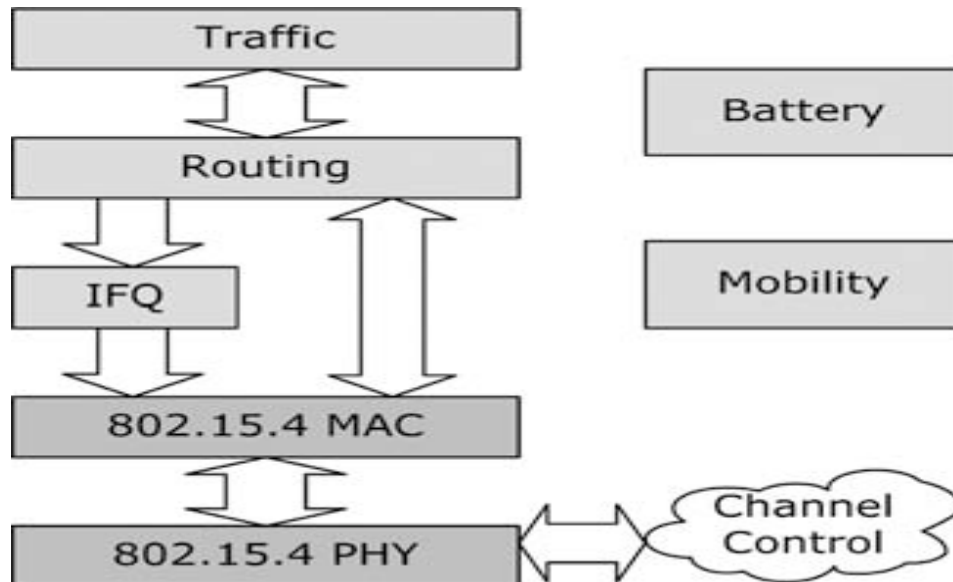 Traffic
Battery
Routing
IFQ
Mobility
802.15.4 MAC
802.15.4 PHY
Channel
Control